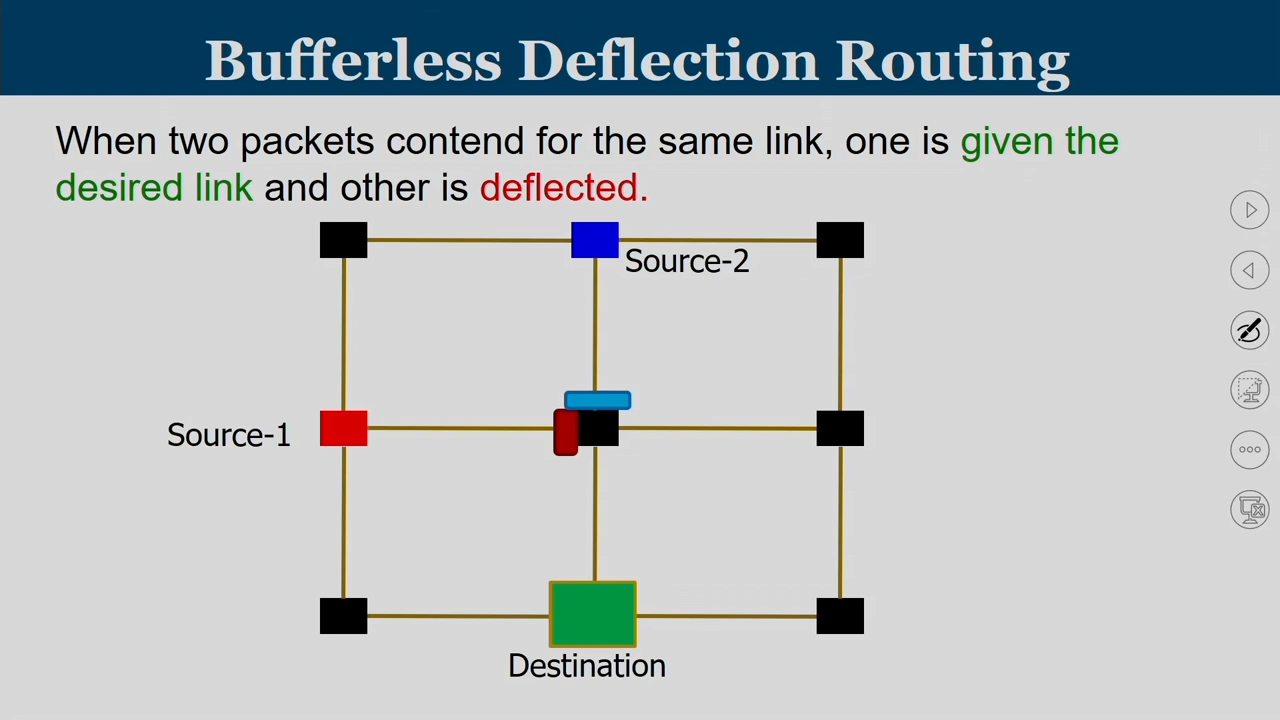 Bufferless Deflection Routing
When two packets contend for the same link, one is given the
desired link and other is deflected.
Source-2
Source-1
Destination